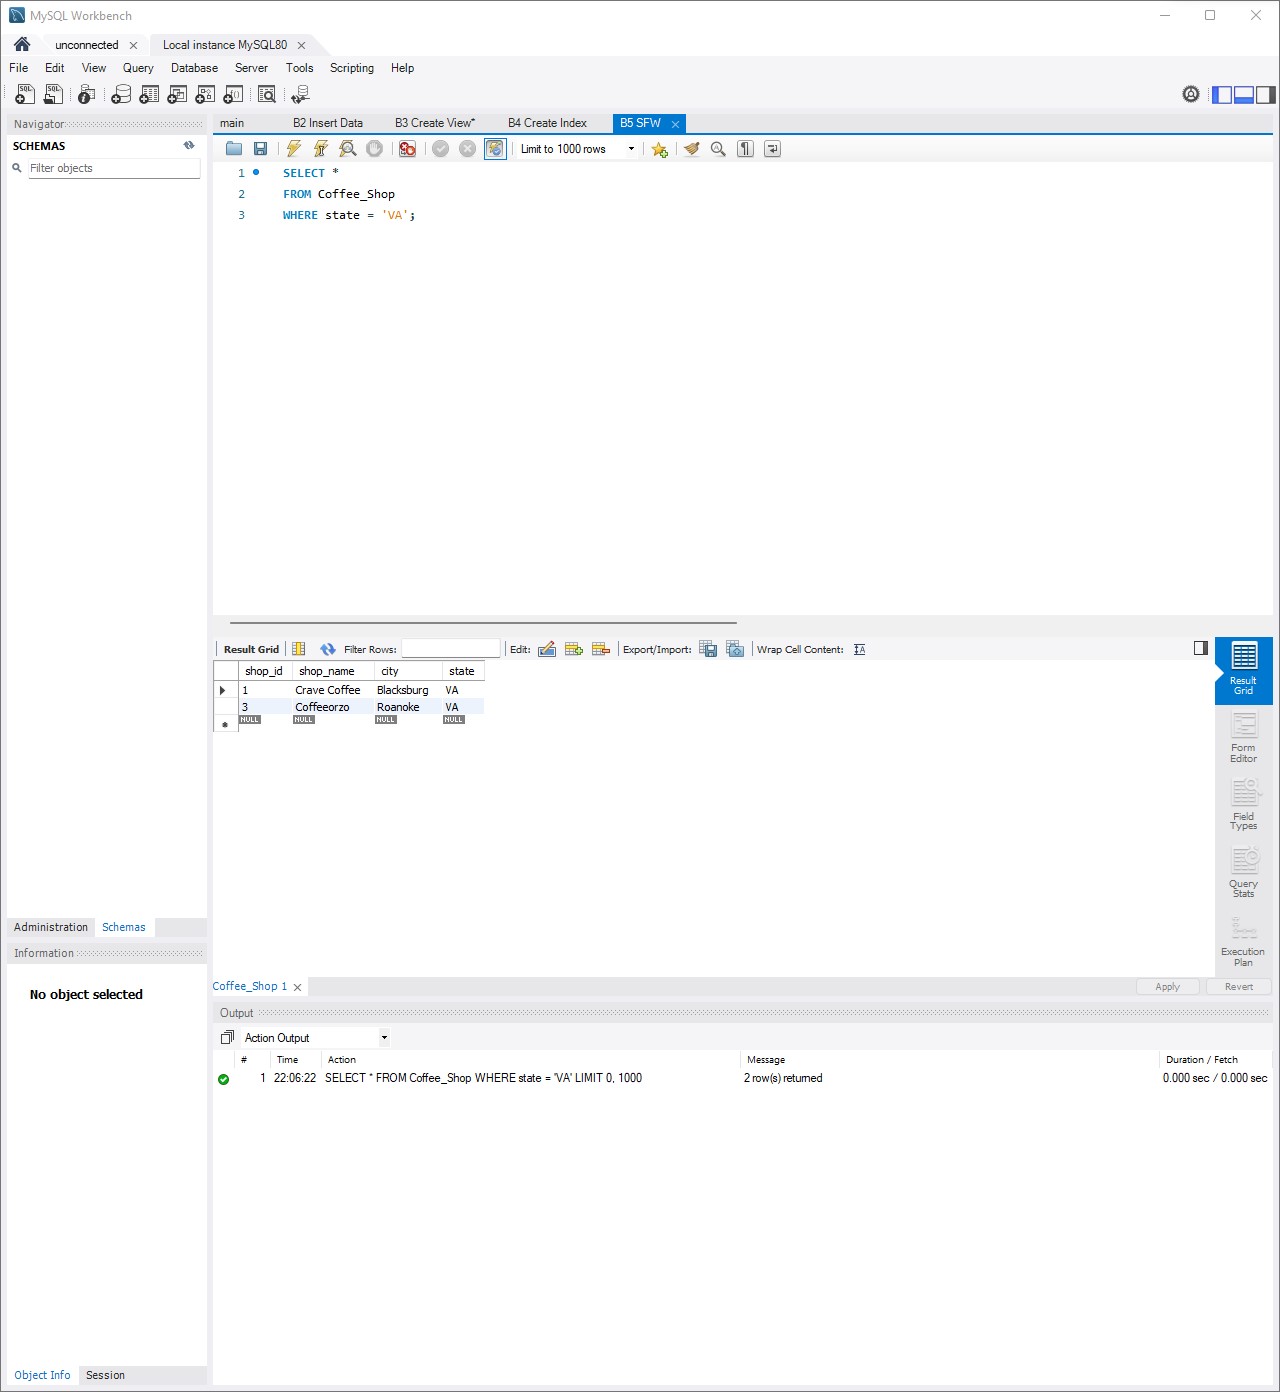 MySQL Workbench
unconnected
Local instance MySQL80
File Edit View Query Database Server Tools Scripting Help
Navigator
SCHEMAS
Filter objects
main
B2 Insert Data
B3 Create View*
B4 Create Index
B5 SFW
Limit to 1000 rows
1 SELECT *
2 FROM Coffee_Shop
3 WHERE state = 'VA';
Result Grid
Filter Rows:
Edit:
Export/Import:
Wrap Cell Content:
shop_id shop_name city state
1 Crave Coffee Blacksburg VA
3 Coffeeorzo Roanoke VA
NULL NULL NULL NULL
Result
Grid
Form
Editor
Field
Types
Query
Stats
Execution
Plan
Administration Schemas
Information
No object selected
Coffee_Shop 1
Apply
Revert
Output
Action Output
# Time Action Message Duration / Fetch
1 22:06:22 SELECT * FROM Coffee_Shop WHERE state = 'VA' LIMIT 0, 1000 2 row(s) returned 0.000 sec / 0.000 sec
Object Info Session